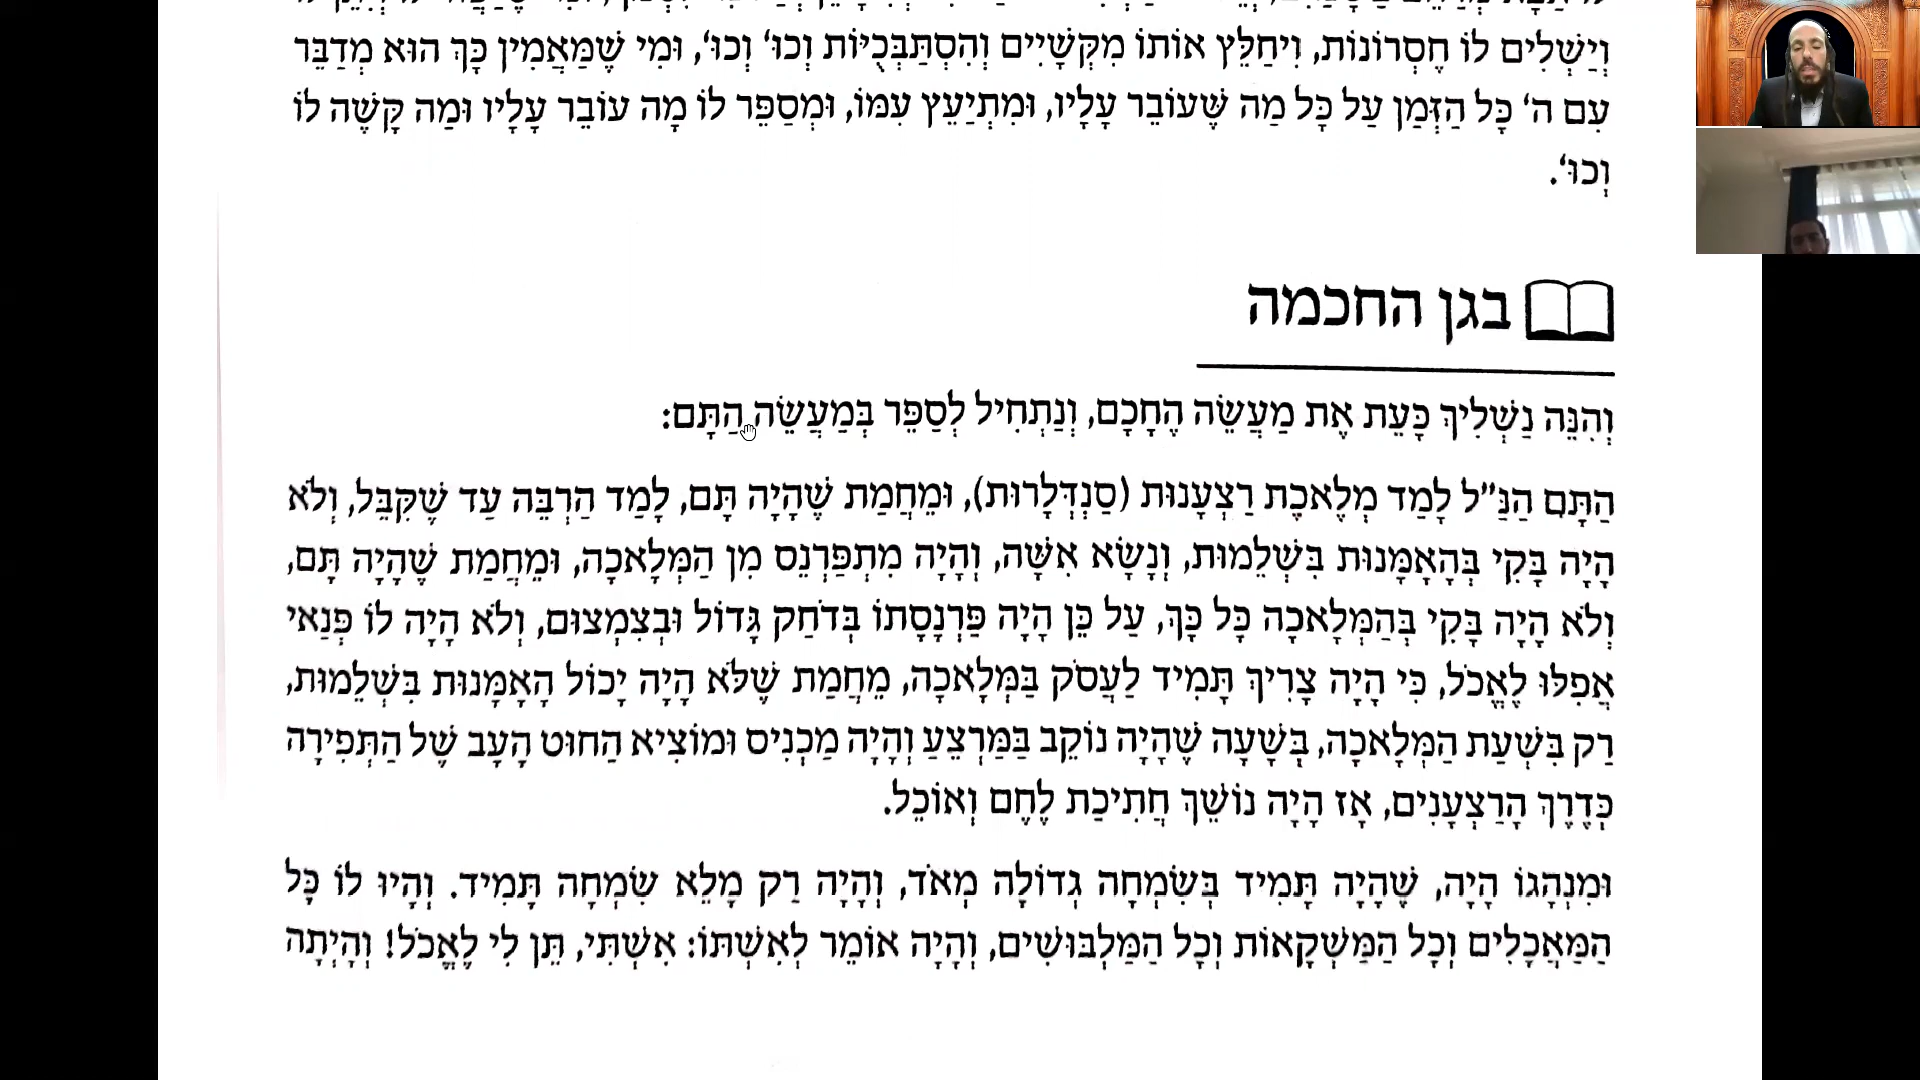 וְיַשְׁלִים לוֹ חֶסְרוֹנוֹת, וִיחַלֵּץ אוֹתוֹ מִקְּשָׁיִים וְהִסְתַּבְּכֻיּוֹת וְכוּ' וְכוּ', וּמִי שֶׁמַּאֲמִין כָּךְ הוּא מְדַבֵּר
עִם ה' כָּל הַזְּמַן עַל כָּל מַה שֶּׁעוֹבֵר עָלָיו, וּמִתְיַעֵץ עִמּוֹ, וּמְסַפֵּר לוֹ מָה עוֹבֵר עָלָיו וּמַה קָּשֶׁה לוֹ
וְכוּ'.
בגן החכמה
וְהִנֵּה נַשְׁלִיךְ כָּעֵת אֶת מַעֲשֵׂה הֶחָכָם, וְנַתְחִיל לְסַפֵּר בְּמַעֲשֵׂה הַתָּם:
הַתָּם הַנַּ"ל לָמַד מְלֶאכֶת רַצְעָנוּת (סַנְדְּלָרוּת), וּמֵחֲמַת שֶׁהָיָה תָּם, לָמַד הַרְבֵּה עַד שֶׁקִּבֵּל, וְלֹא
הָיָה בָּקִי בְּהָאָמָּנוּת בִּשְׁלֵמוּת, וְנָשָׂא אִשָּׁה, וְהָיָה מִתְפַּרְנֵס מִן הַמְּלָאכָה, וּמֵחֲמַת שֶׁהָיָה תָּם,
וְלֹא הָיָה בָּקִי בְּהַמְּלָאכָה כָּל כָּךְ, עַל כֵּן הָיָה פַּרְנָסָתוֹ בְּדֹחַק גָּדוֹל וּבְצִמְצוּם, וְלֹא הָיָה לוֹ פְּנַאי
אֲפִלּוּ לֶאֱכֹל, כִּי הָיָה צָרִיךְ תָּמִיד לַעֲסֹק בַּמְּלָאכָה, מֵחֲמַת שֶׁלֹּא הָיָה יָכוֹל הָאָמָּנוּת בִּשְׁלֵמוּת,
רַק בִּשְׁעַת הַמְּלָאכָה, בְּשָׁעָה שֶׁהָיָה נוֹקֵב בַּמַּרְצֵעַ וְהָיָה מַכְנִיס וּמוֹצִיא הַחוּט הָעָב שֶׁל הַתְּפִירָה
כְּדֶרֶךְ הָרַצְעָנִים, אָז הָיָה נוֹשֵׁךְ חֲתִיכַת לֶחֶם וְאוֹכֵל.
וּמִנְהָגוֹ הָיָה, שֶׁהָיָה תָּמִיד בְּשִׂמְחָה גְדוֹלָה מְאֹד, וְהָיָה רַק מָלֵא שִׂמְחָה תָּמִיד. וְהָיוּ לוֹ כָּל
הַמַּאֲכָלִים וְכָל הַמַּשְׁקָאוֹת וְכָל הַמַּלְבּוּשִׁים, וְהָיָה אוֹמֵר לְאִשְׁתּוֹ: אִשְׁתִּי, תֵּן לִי לֶאֱכֹל! וְהָיְתָה